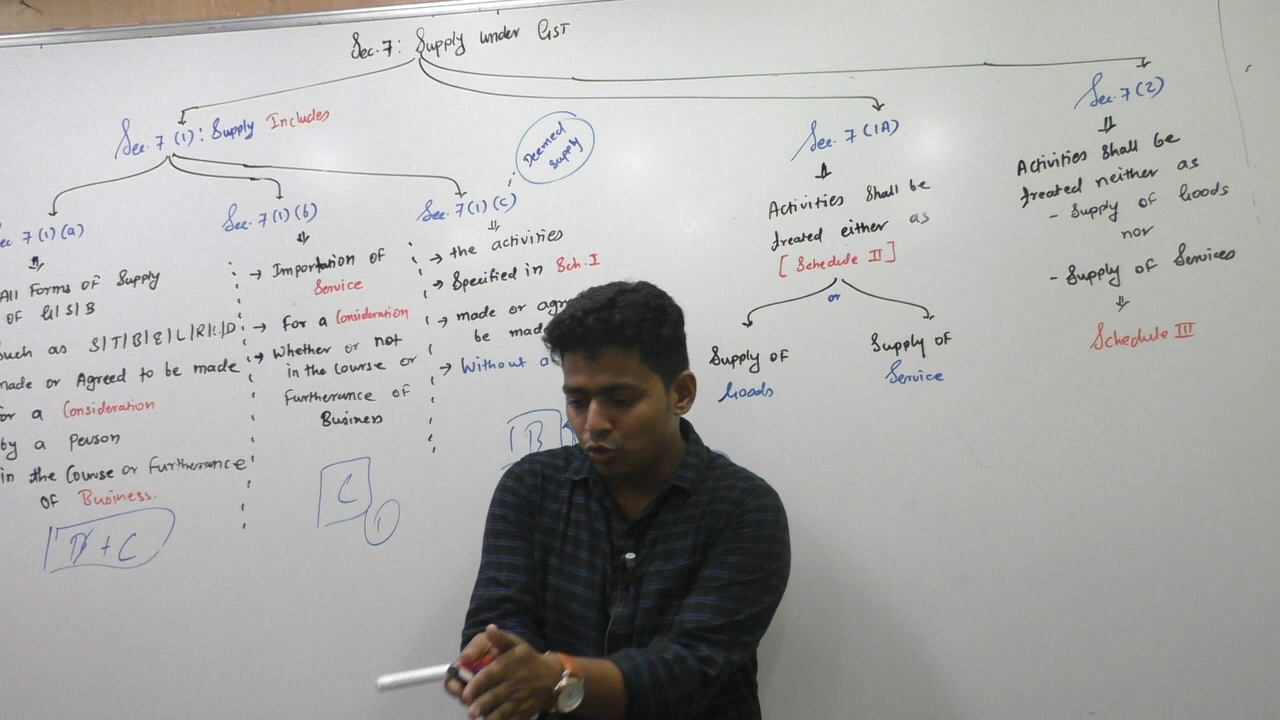 Sec. 7: Supply under GST
Sec. 7 (1): Supply Includes
Deemed
Supply
Sec. 7 (1A)
Sec. 7 (2)
7 (1) (a)
All Forms of Supply
of G/S/B
such as S/T/B/E/L/R/L/D
made or Agreed to be made
for a Consideration
by a person
in the Course or Furtherrance
of Business.
B + C
Sec. 7 (1) (b)
→ Importation of
Service
→ For a Consideration
→ Whether or not
in the Course or
Furtherance of
Business
C
Sec. 7 (1) (c)
→ the activities
→ Specified in Sch. I
→ made or agr
be mad
→ Without a
B
Activities Shall be
treated either as
[Schedule II]
or
Supply of
Goods
Supply of
Service
Activities Shall be
treated neither as
- Supply of Goods
nor
- Supply of Services
Schedule III